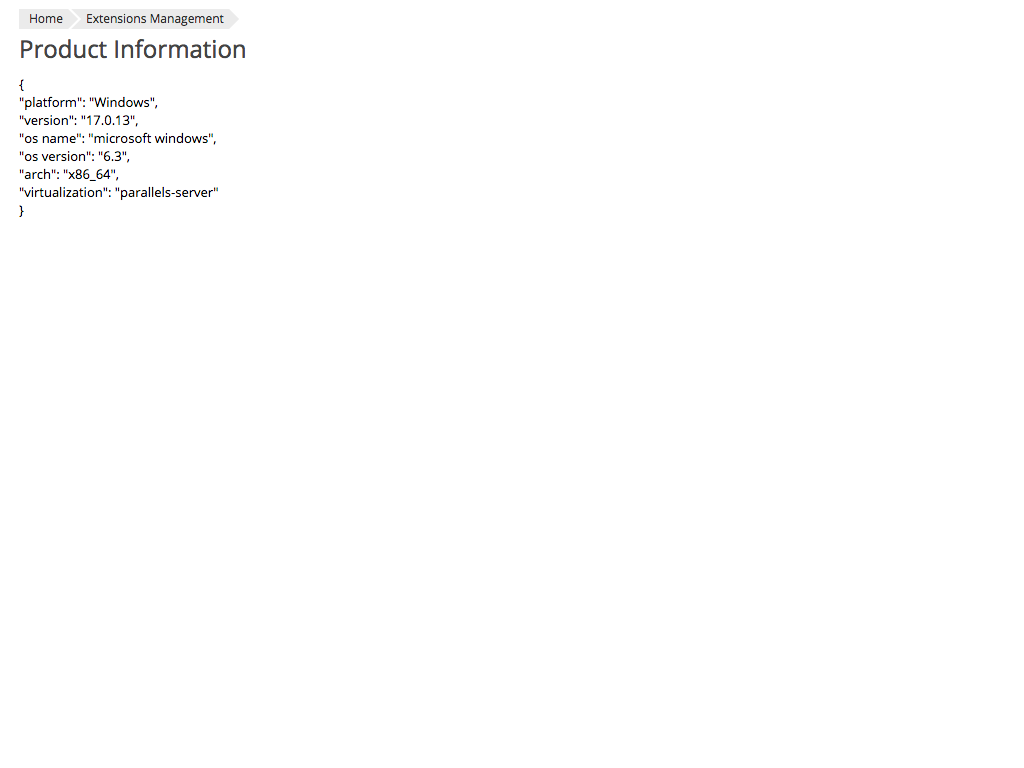 Home Extensions Management
Product Information
{
"platform": "Windows",
"version": "17.0.13",
"os name": "microsoft windows",
"os version": "6.3",
"arch": "x86_64",
"virtualization": "parallels-server"
}